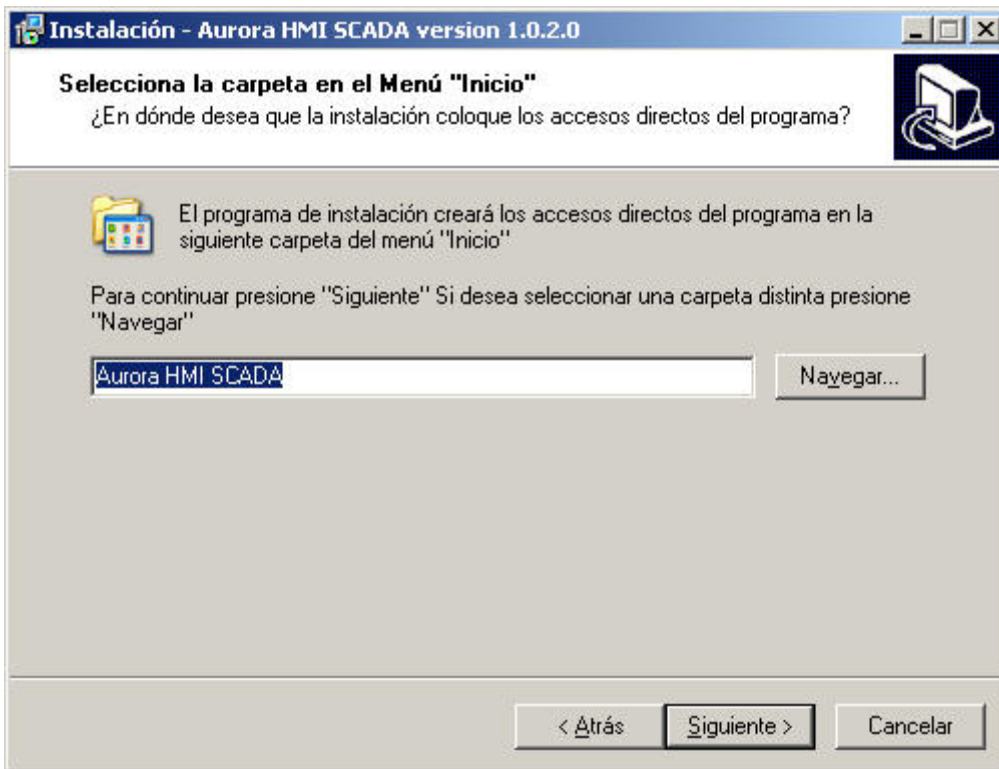 Instalación - Aurora HMI SCADA version 1.0.2.0
Selecciona la carpeta en el Menú "Inicio"
¿En dónde desea que la instalación coloque los accesos directos del programa?
El programa de instalación creará los accesos directos del programa en la
siguiente carpeta del menú "Inicio"
Para continuar presione "Siguiente" Si desea seleccionar una carpeta distinta presione
"Navegar"
Aurora HMI SCADA
Navegar...
< Atrás
Siguiente >
Cancelar